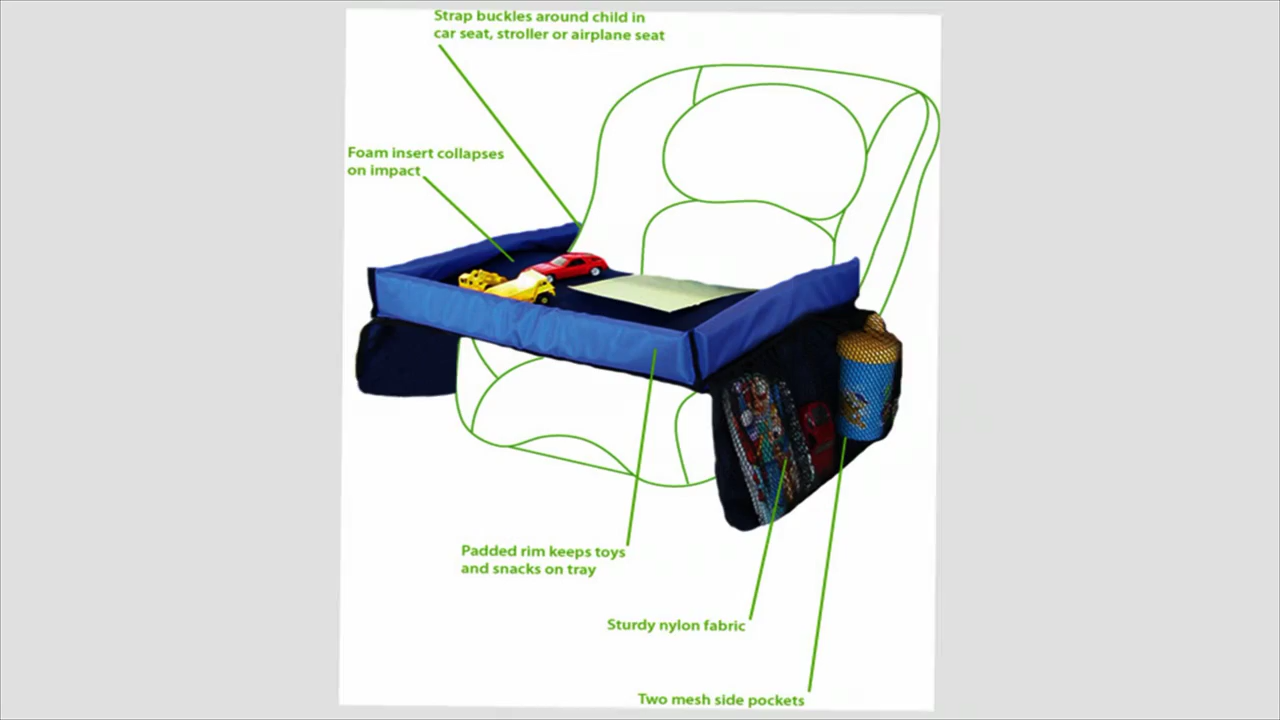 Strap buckles around child in
car seat, stroller or airplane seat
Foam insert collapses
on impact
Padded rim keeps toys
and snacks on tray
Sturdy nylon fabric
Two mesh side pockets